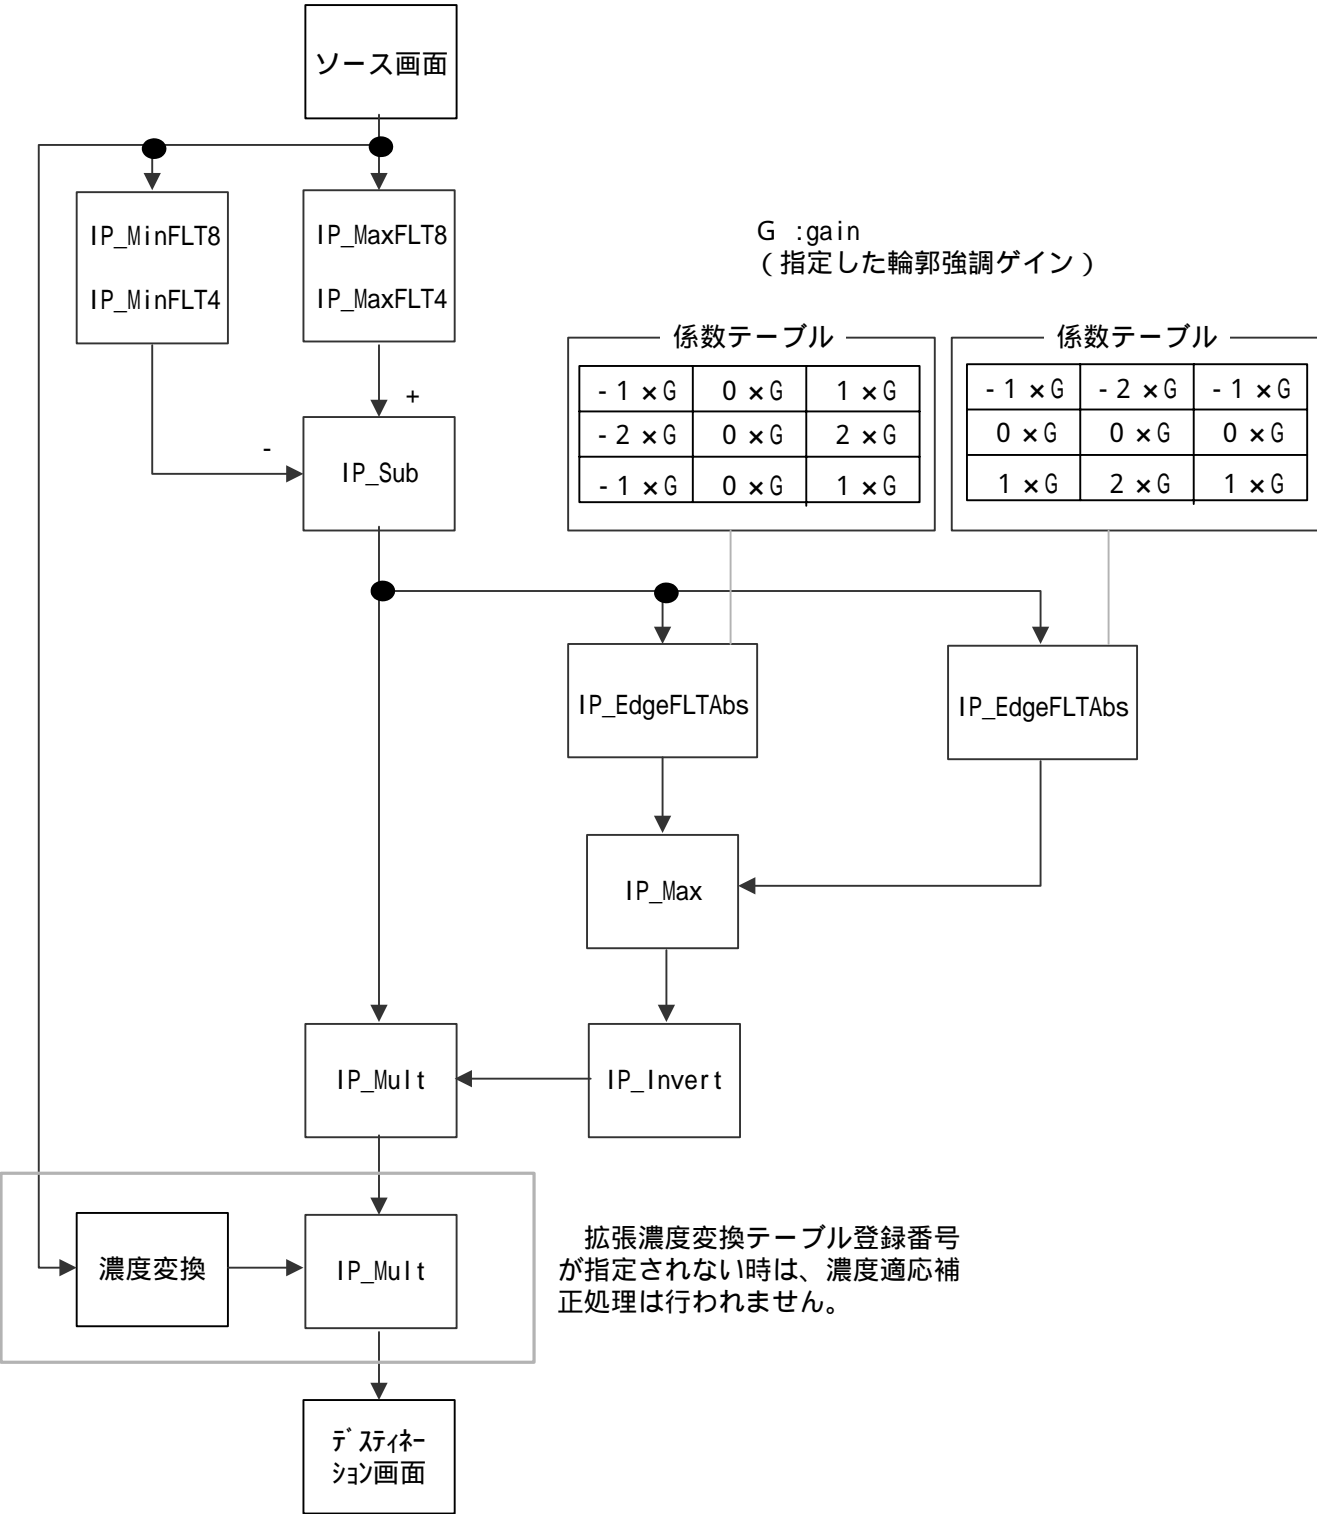 ソース画面
IP_MinFLT8
IP_MinFLT4
IP_MaxFLT8
IP_MaxFLT4
G :gain
(指定した輪郭強調ゲイン)
係数テーブル
-1×G 0×G 1×G
-2×G 0×G 2×G
-1×G 0×G 1×G
係数テーブル
-1×G -2×G -1×G
0×G 0×G 0×G
1×G 2×G 1×G
+
-
IP_Sub
IP_EdgeFLTAbs
IP_EdgeFLTAbs
IP_Max
IP_Mult
IP_Invert
濃度変換
IP_Mult
拡張濃度変換テーブル登録番号
が指定されない時は、濃度適応補
正処理は行われません。
ﾃﾞｽﾃｨﾈｰ
ｼｮﾝ画面